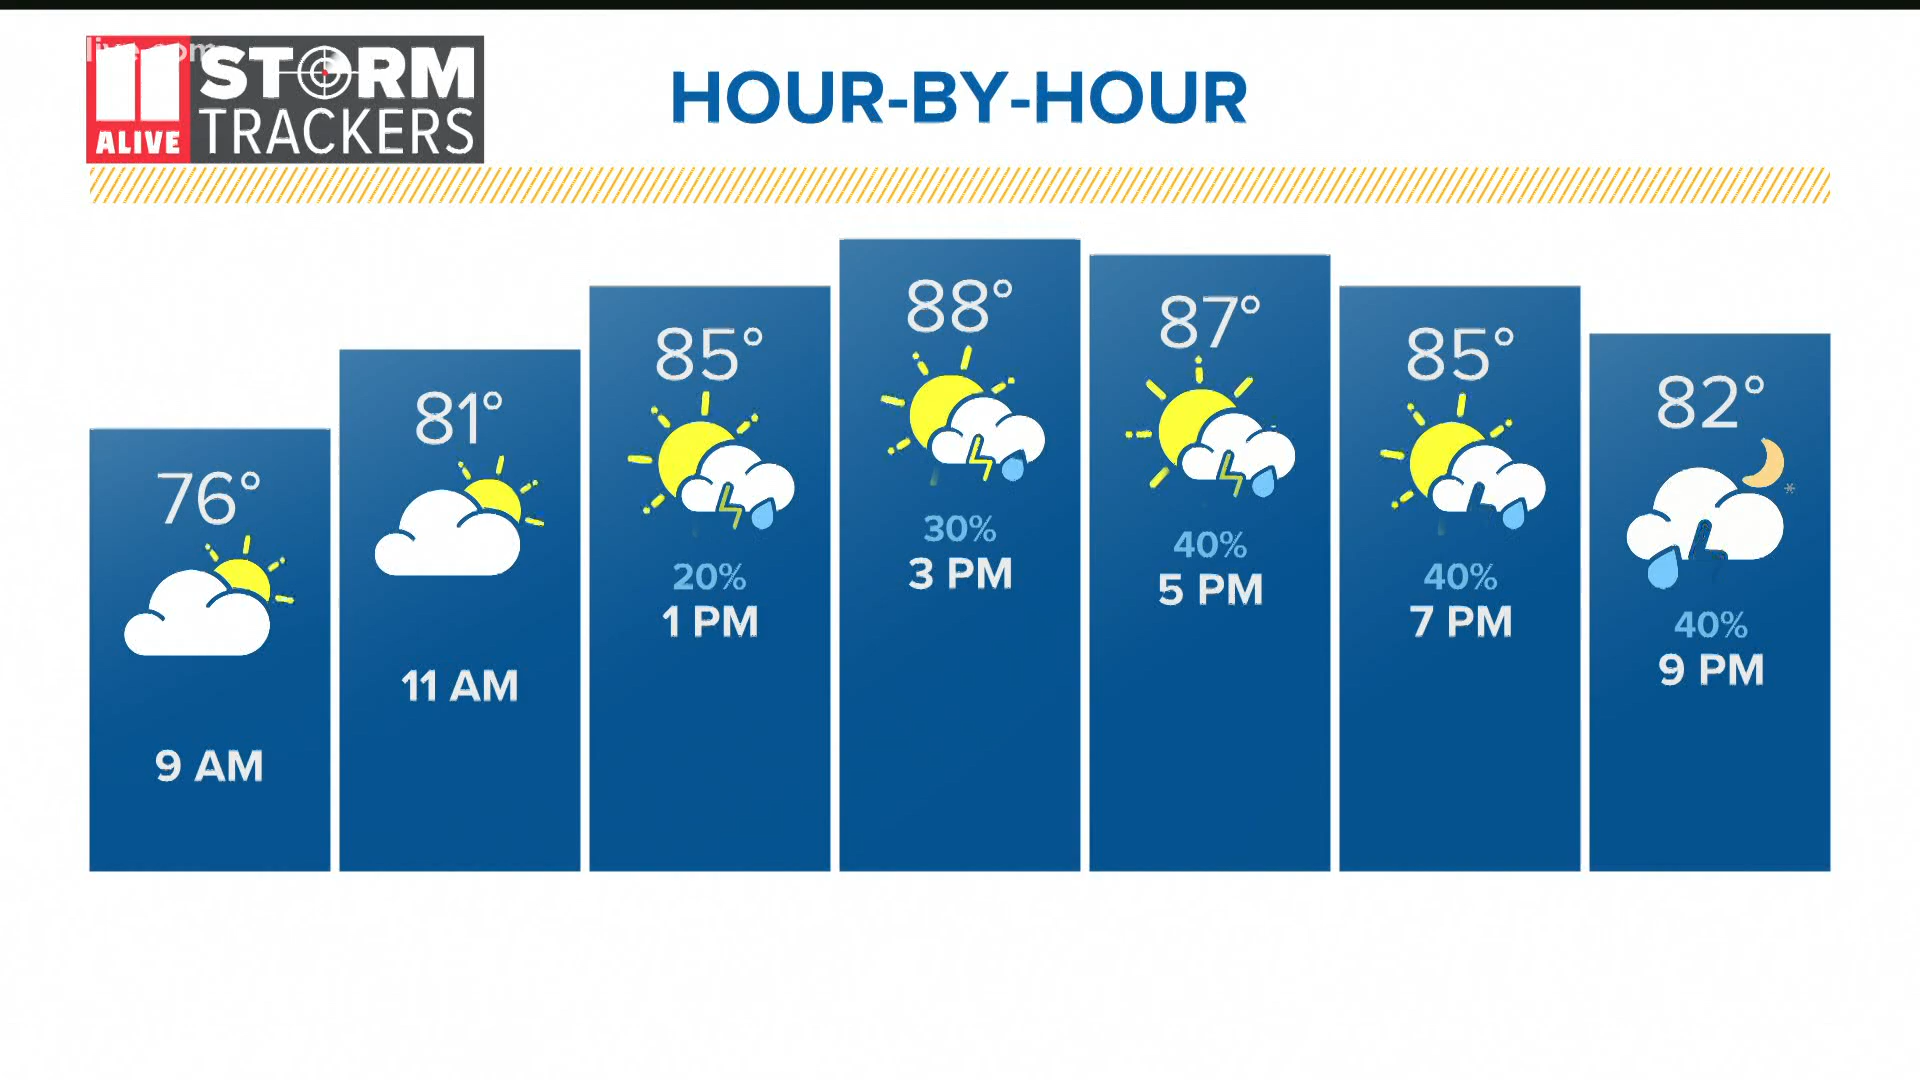 11
ALIVE
STORM
TRACKERS
HOUR-BY-HOUR
76°
9 AM
81°
11 AM
85°
20%
1 PM
88°
30%
3 PM
87°
40%
5 PM
85°
40%
7 PM
82°
40%
9 PM